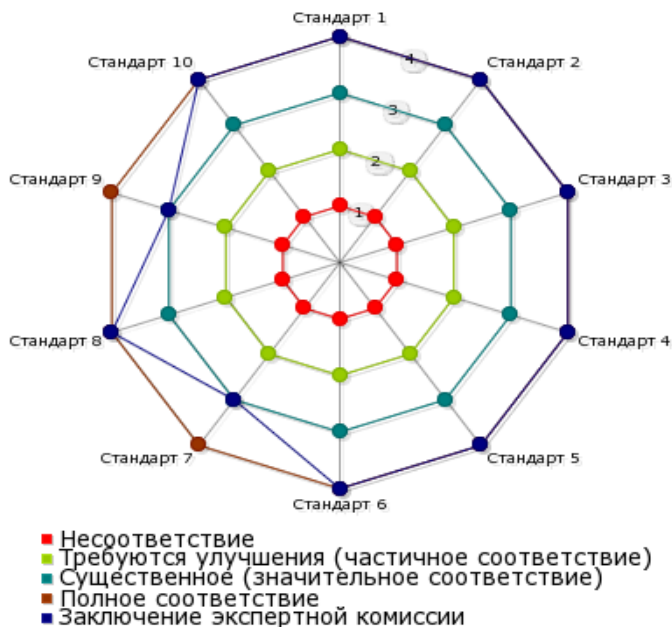 Стандарт 1
Стандарт 10
Стандарт 2
4
3
2
Стандарт 9
Стандарт 3
1
Стандарт 8
Стандарт 4
Стандарт 7
Стандарт 5
Стандарт 6
Несоответствие
Требуются улучшения (частичное соответствие)
Существенное (значительное соответствие)
Полное соответствие
Заключение экспертной комиссии